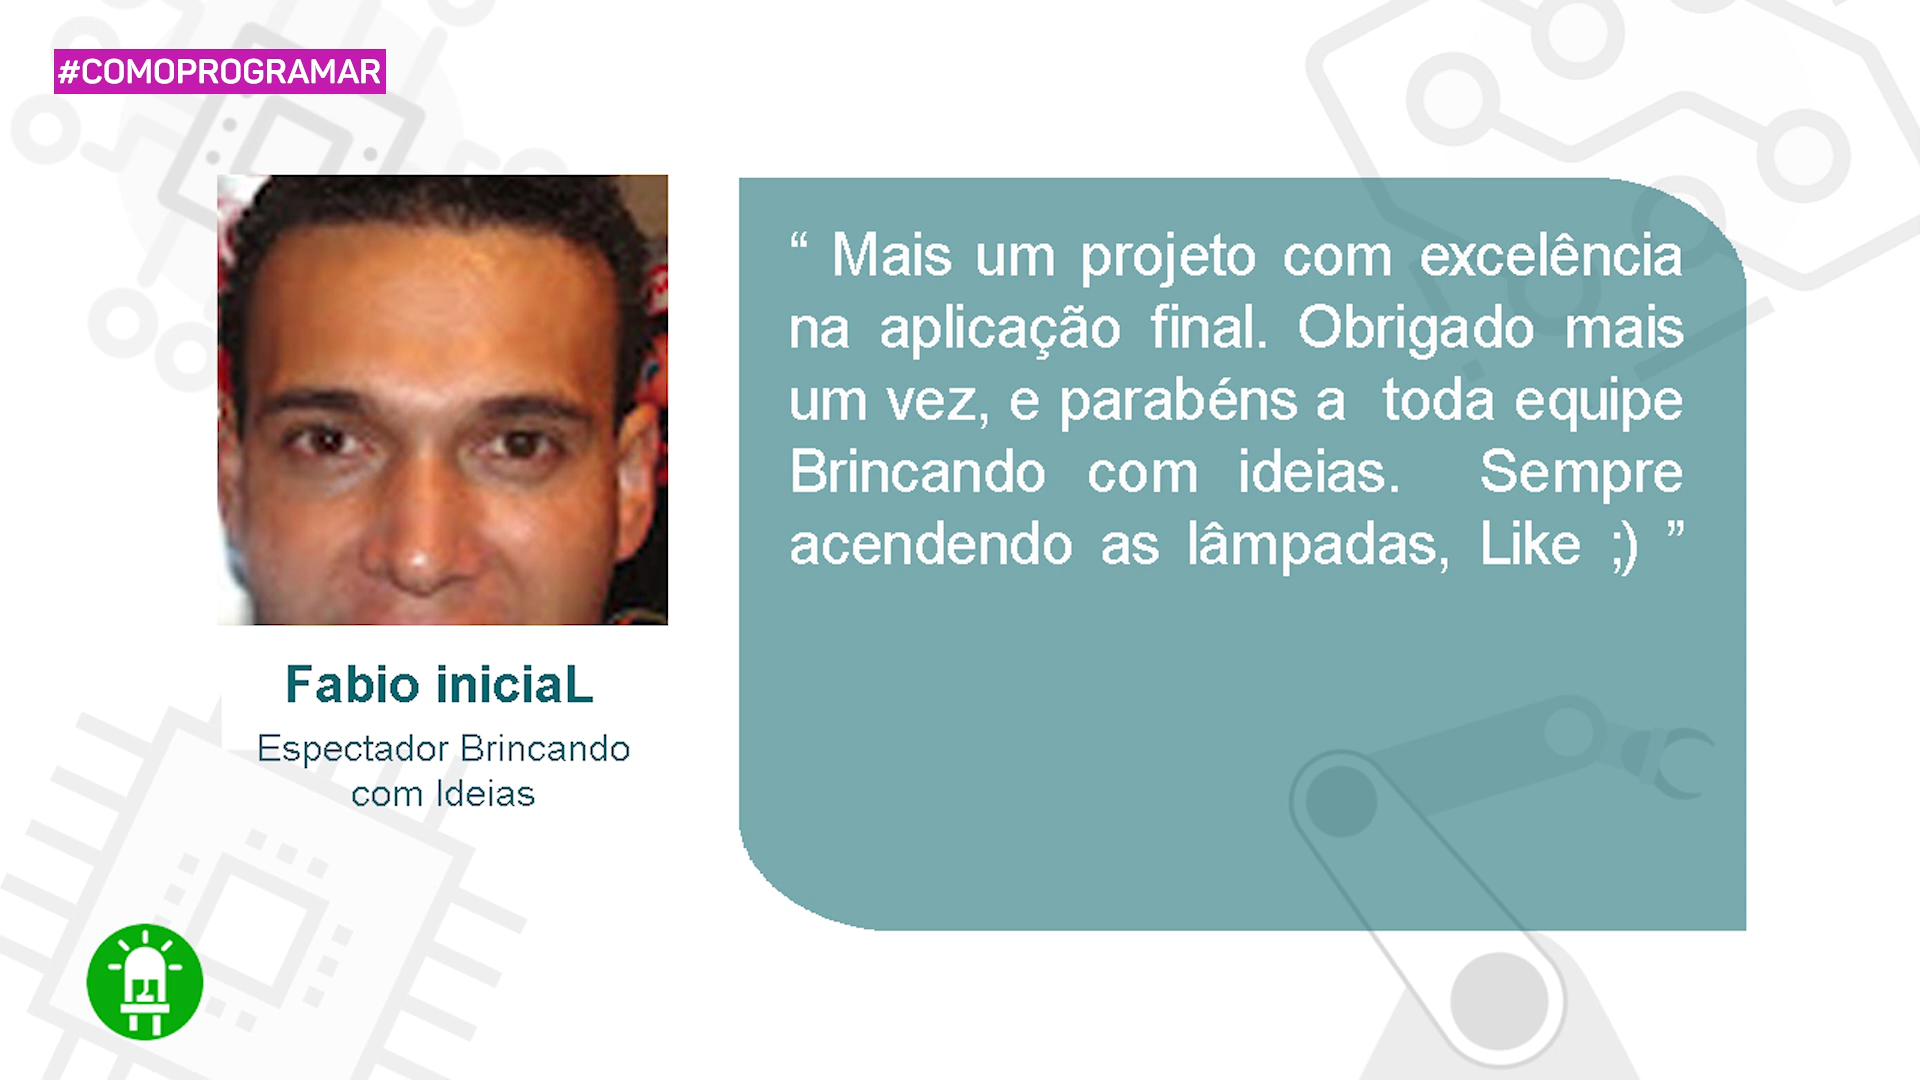 #COMOPROGRAMAR
“ Mais um projeto com excelência
na aplicação final. Obrigado mais
um vez, e parabéns a toda equipe
Brincando com ideias. Sempre
acendendo as lâmpadas, Like ;) ”
Fabio iniciaL
Espectador Brincando
com Ideias